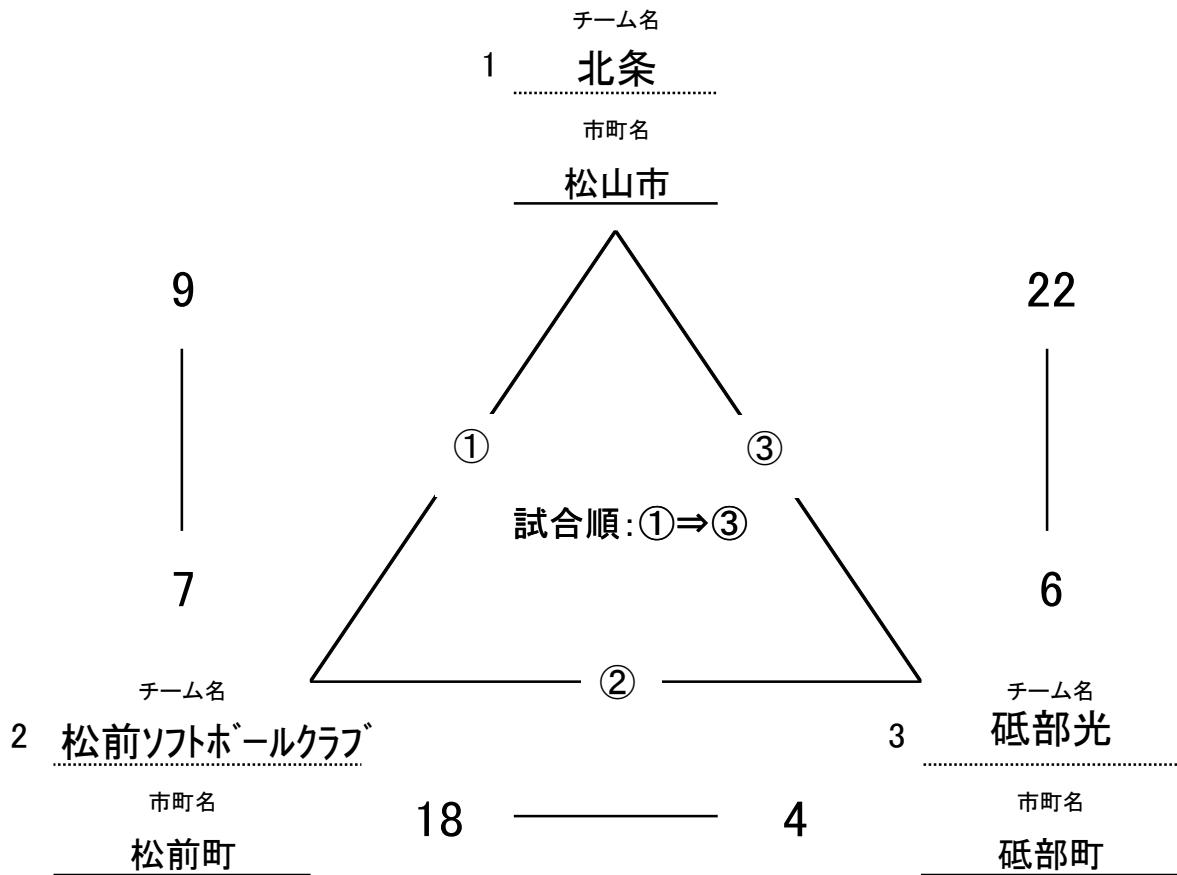 チーム名
1 北条
市町名
松山市
9 22
① ③
試合順:①⇒③
7 6
②
チーム名 チーム名
2 松前ソフトボールクラブ 3 砥部光
市町名 市町名
18 4
松前町 砥部町